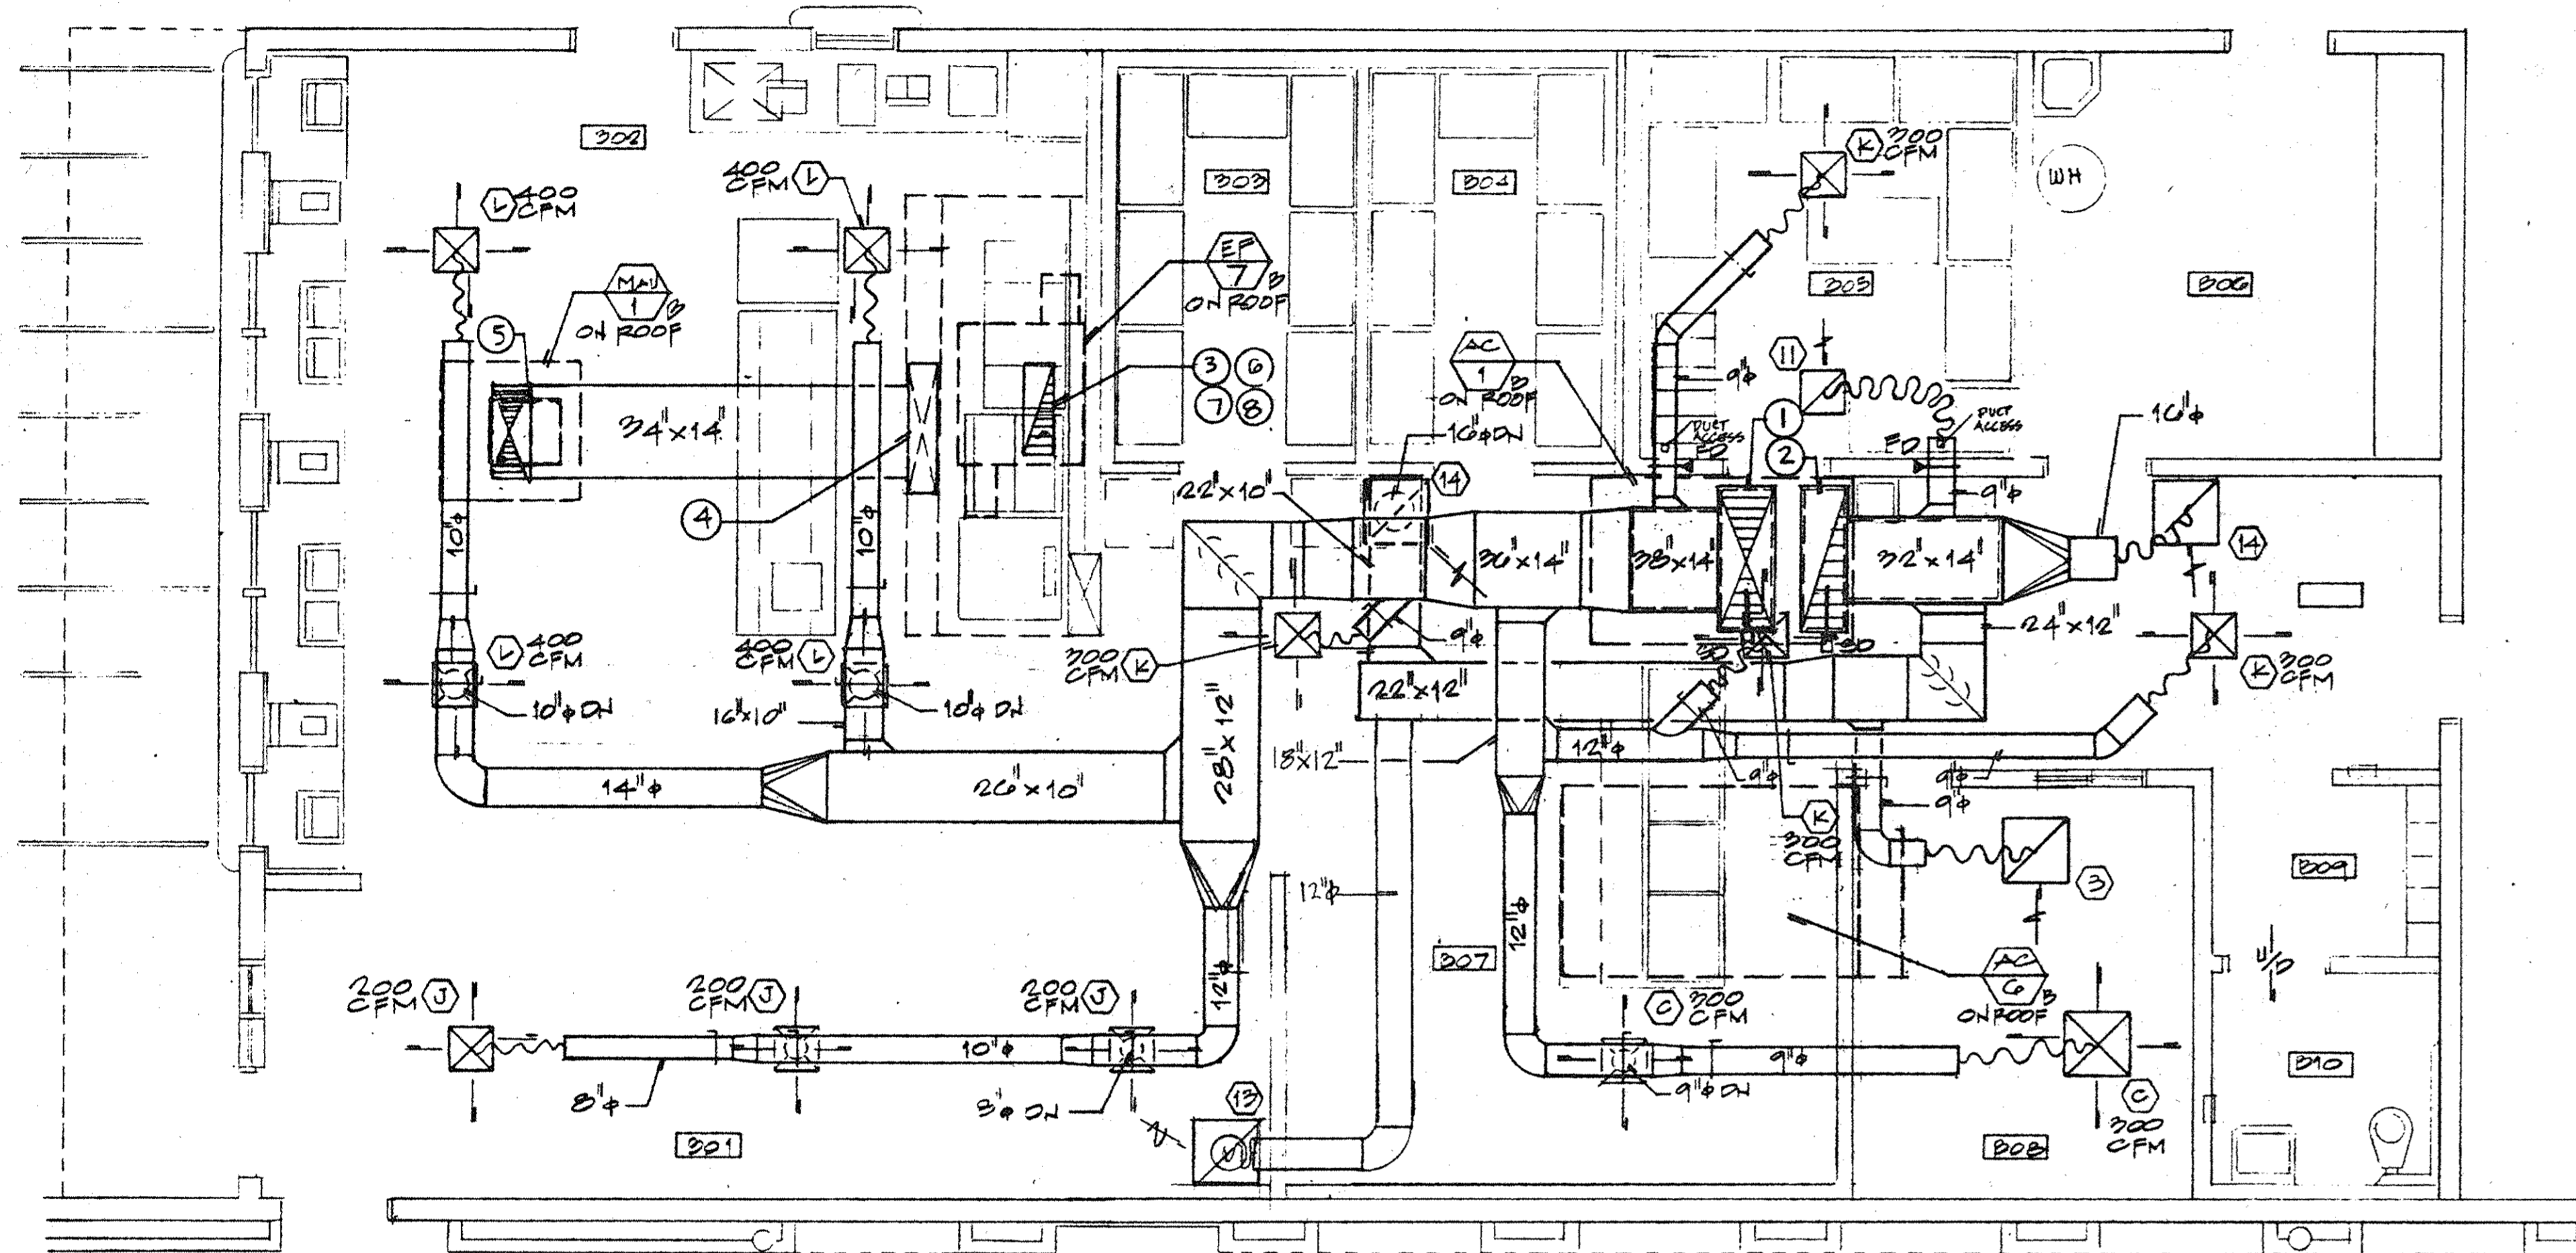 302
400
CFM L
L 400
CFM
K 300
CFM
303
304
WH
305
306
MAU
1 B
ON ROOF
EF
7 B
ON ROOF
5
3 6
7 8
AC
1 B
ON ROOF
9"ϕ
11
1
2
DUCT
ACCESS
FD
DUCT
ACCESS
FD
16"ϕ
34"x14"
4
16"ϕ DN
14
22"x10"
9"ϕ
10"ϕ
10"ϕ
36"x14"
38"x14"
32"x14"
14
24"x12"
L 400
CFM
400
CFM L
300
CFM K
9"ϕ
SD
SD
K 300
CFM
10"ϕ DN
16"x10"
10"ϕ DN
28"x12"
22"x12"
18"x12"
12"ϕ
9"ϕ
9"ϕ
9"ϕ
14"ϕ
26"x10"
K
300
CFM
3
309
12"ϕ
12"ϕ
307
AC
6 B
ON ROOF
U/D
200
CFM J
200
CFM J
200
CFM J
12"ϕ
C 300
CFM
10"ϕ
9"ϕ
310
8"ϕ
8"ϕ DN
9"ϕ DN
13
C
300
CFM
301
308